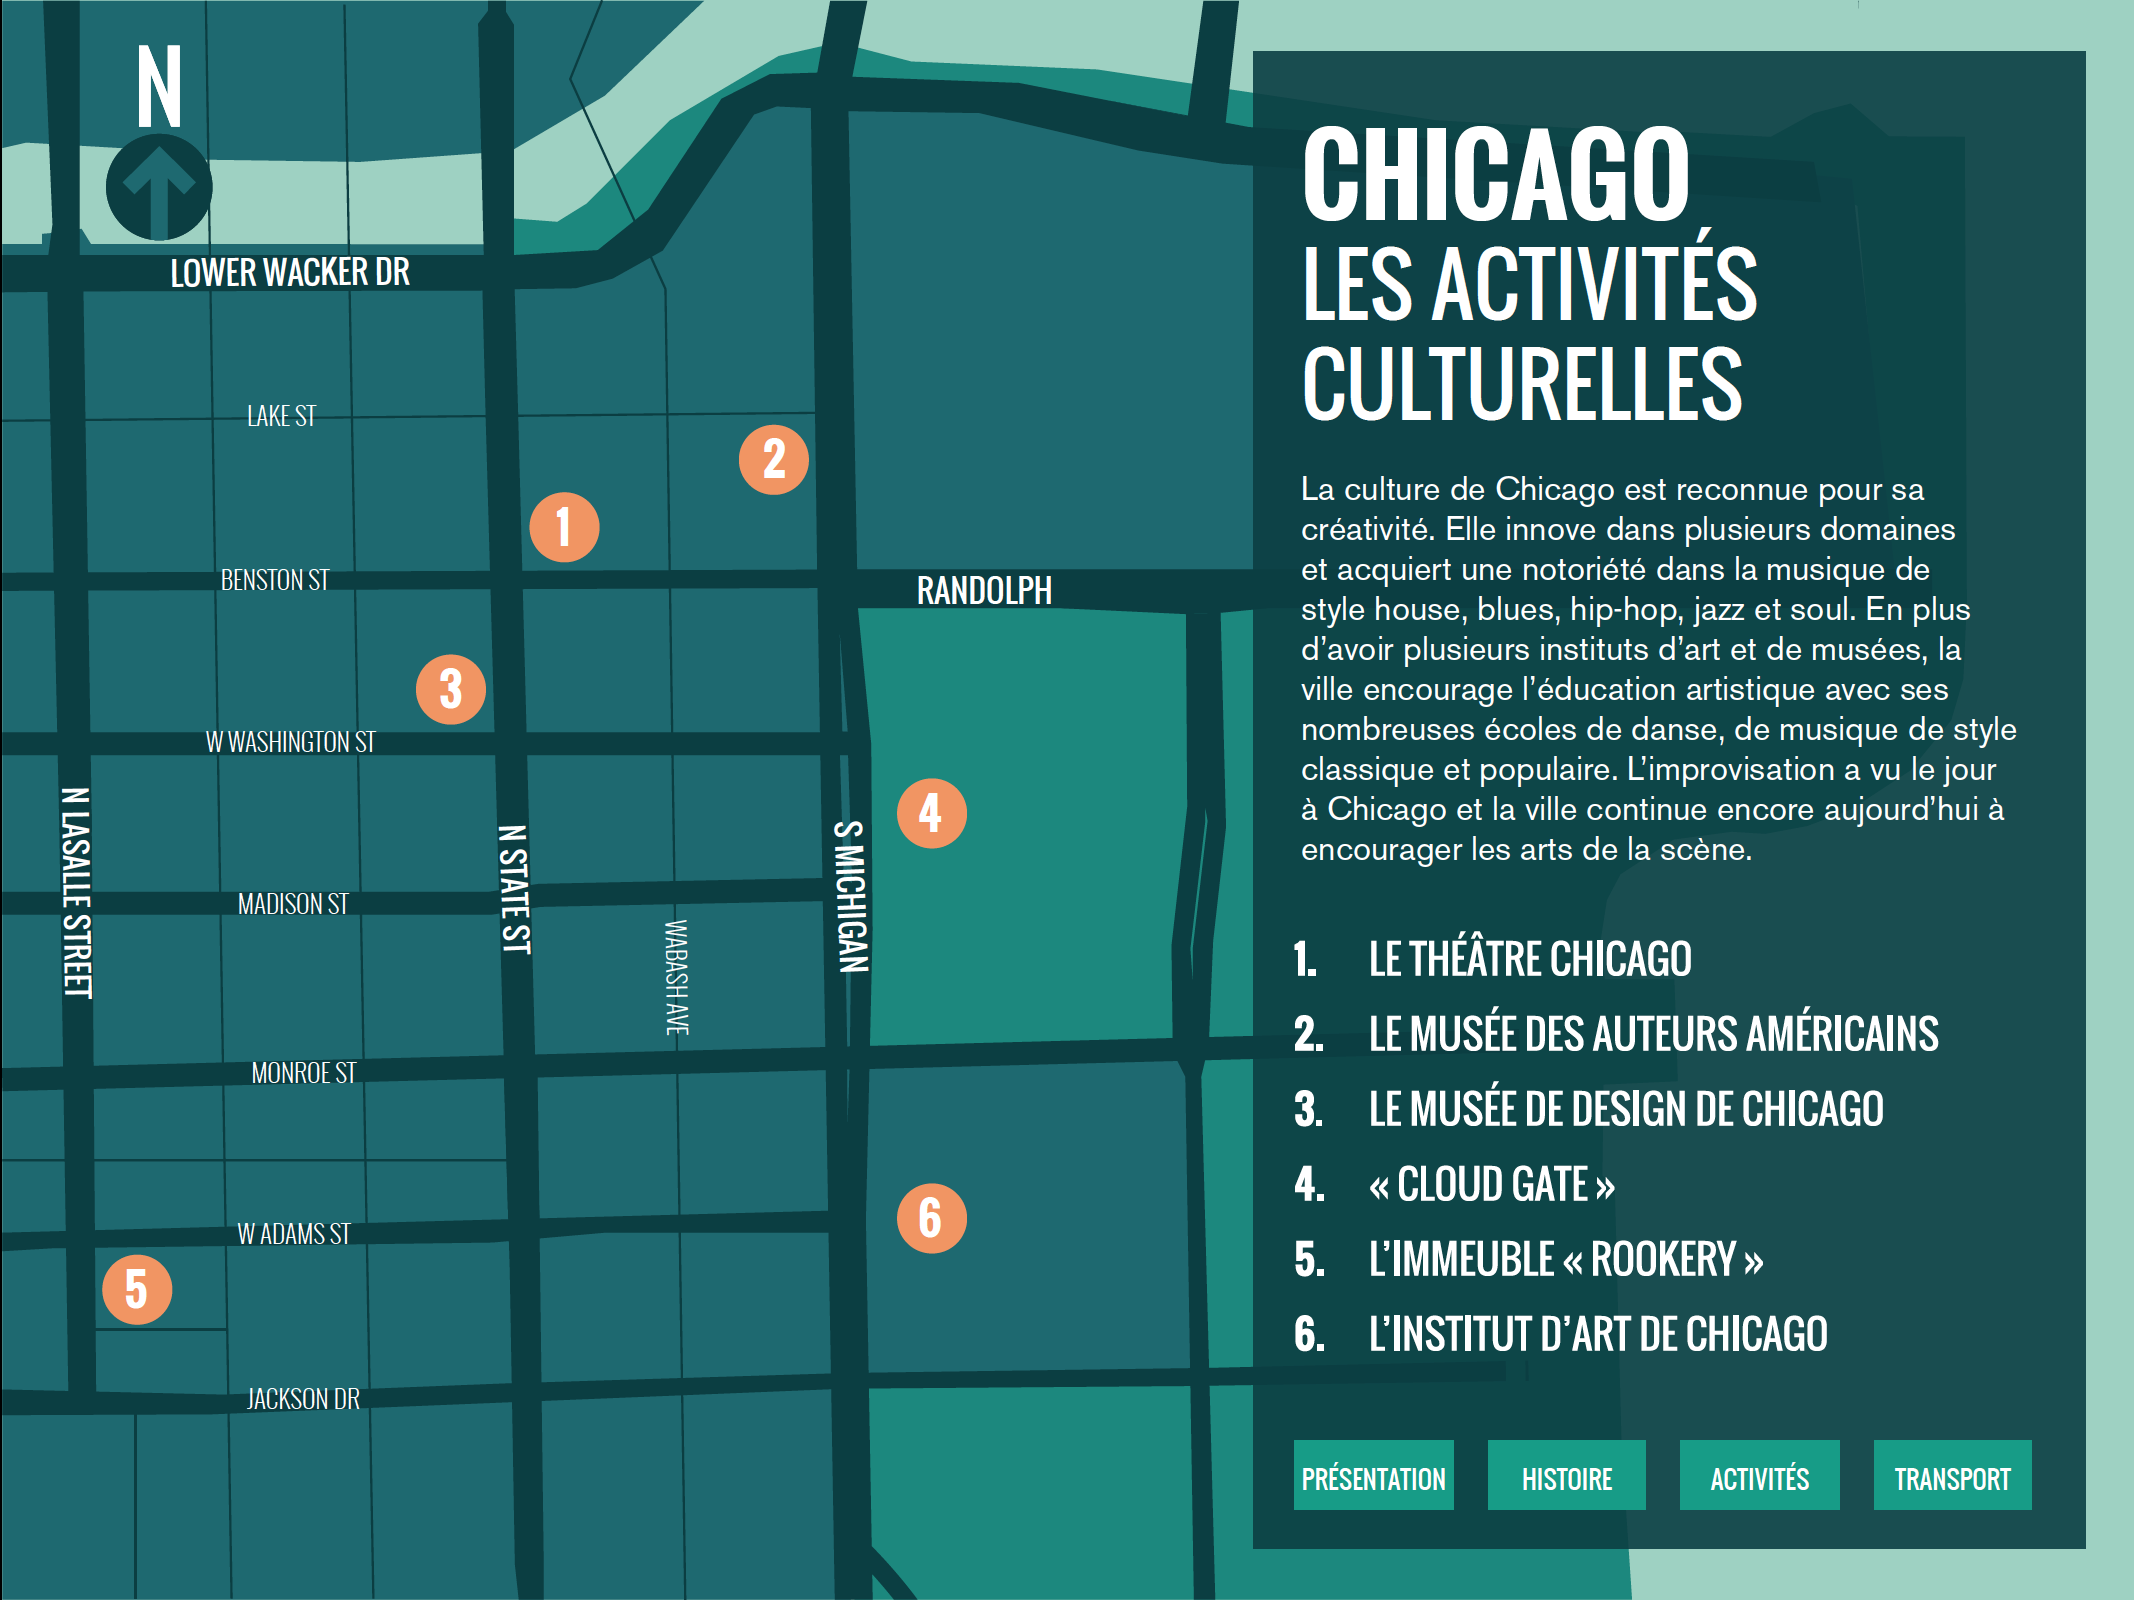 N
LOWER WACKER DR
LAKE ST
2
1
BENSTON ST
RANDOLPH
3
W WASHINGTON ST
4
N LASALLE STREET
N STATE ST
S MICHIGAN
MADISON ST
WABASH AVE
MONROE ST
6
W ADAMS ST
5
JACKSON DR
CHICAGO
LES ACTIVITÉS
CULTURELLES
La culture de Chicago est reconnue pour sa
créativité. Elle innove dans plusieurs domaines
et acquiert une notoriété dans la musique de
style house, blues, hip-hop, jazz et soul. En plus
d’avoir plusieurs instituts d’art et de musées, la
ville encourage l’éducation artistique avec ses
nombreuses écoles de danse, de musique de style
classique et populaire. L’improvisation a vu le jour
à Chicago et la ville continue encore aujourd’hui à
encourager les arts de la scène.
1. LE THÉÂTRE CHICAGO
2. LE MUSÉE DES AUTEURS AMÉRICAINS
3. LE MUSÉE DE DESIGN DE CHICAGO
4. « CLOUD GATE »
5. L’IMMEUBLE « ROOKERY »
6. L’INSTITUT D’ART DE CHICAGO
PRÉSENTATION HISTOIRE ACTIVITÉS TRANSPORT